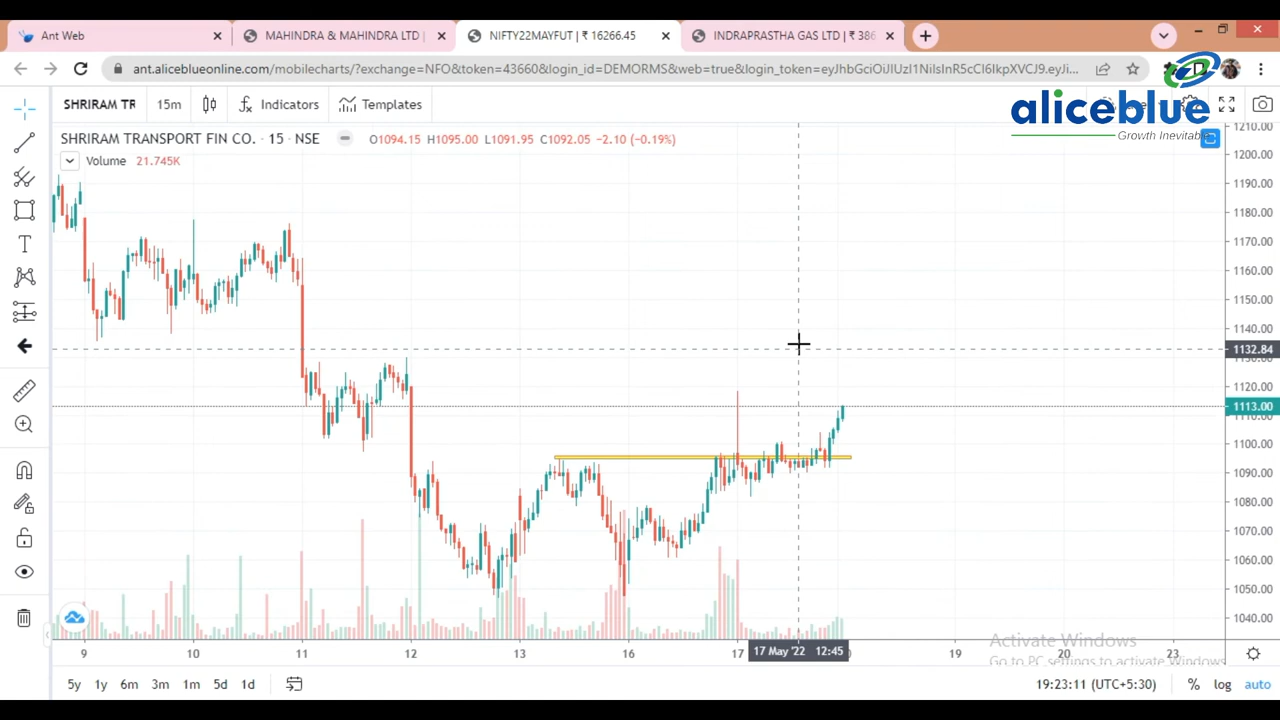 Ant Web
MAHINDRA & MAHINDRA LTD |
NIFTY22MAYFUT | ₹ 16266.45
INDRAPRASTHA GAS LTD | ₹ 386
ant.aliceblueonline.com/mobilecharts/?exchange=NFO&token=43660&login_id=DEMORMS&web=true&login_token=eyJhbGciOiJIUzI1NiIsInR5cCI6IkpXVCJ9.eyJi...
SHRIRAM TR
15m
Indicators
Templates
aliceblue
Growth Inevitable
SHRIRAM TRANSPORT FIN CO. · 15 · NSE
O1094.15 H1095.00 L1091.95 C1092.05 −2.10 (−0.19%)
Volume 21.745K
1210.00
1200.00
1190.00
1180.00
1170.00
1160.00
1150.00
1140.00
1132.84
1120.00
1113.00
1100.00
1090.00
1080.00
1070.00
1060.00
1050.00
1040.00
9 10 11 12 13 16 17 17 May '22 12:45 19 20 23
Activate Windows
Go to PC settings to activate Windows
5y 1y 6m 3m 1m 5d 1d
19:23:11 (UTC+5:30) % log auto